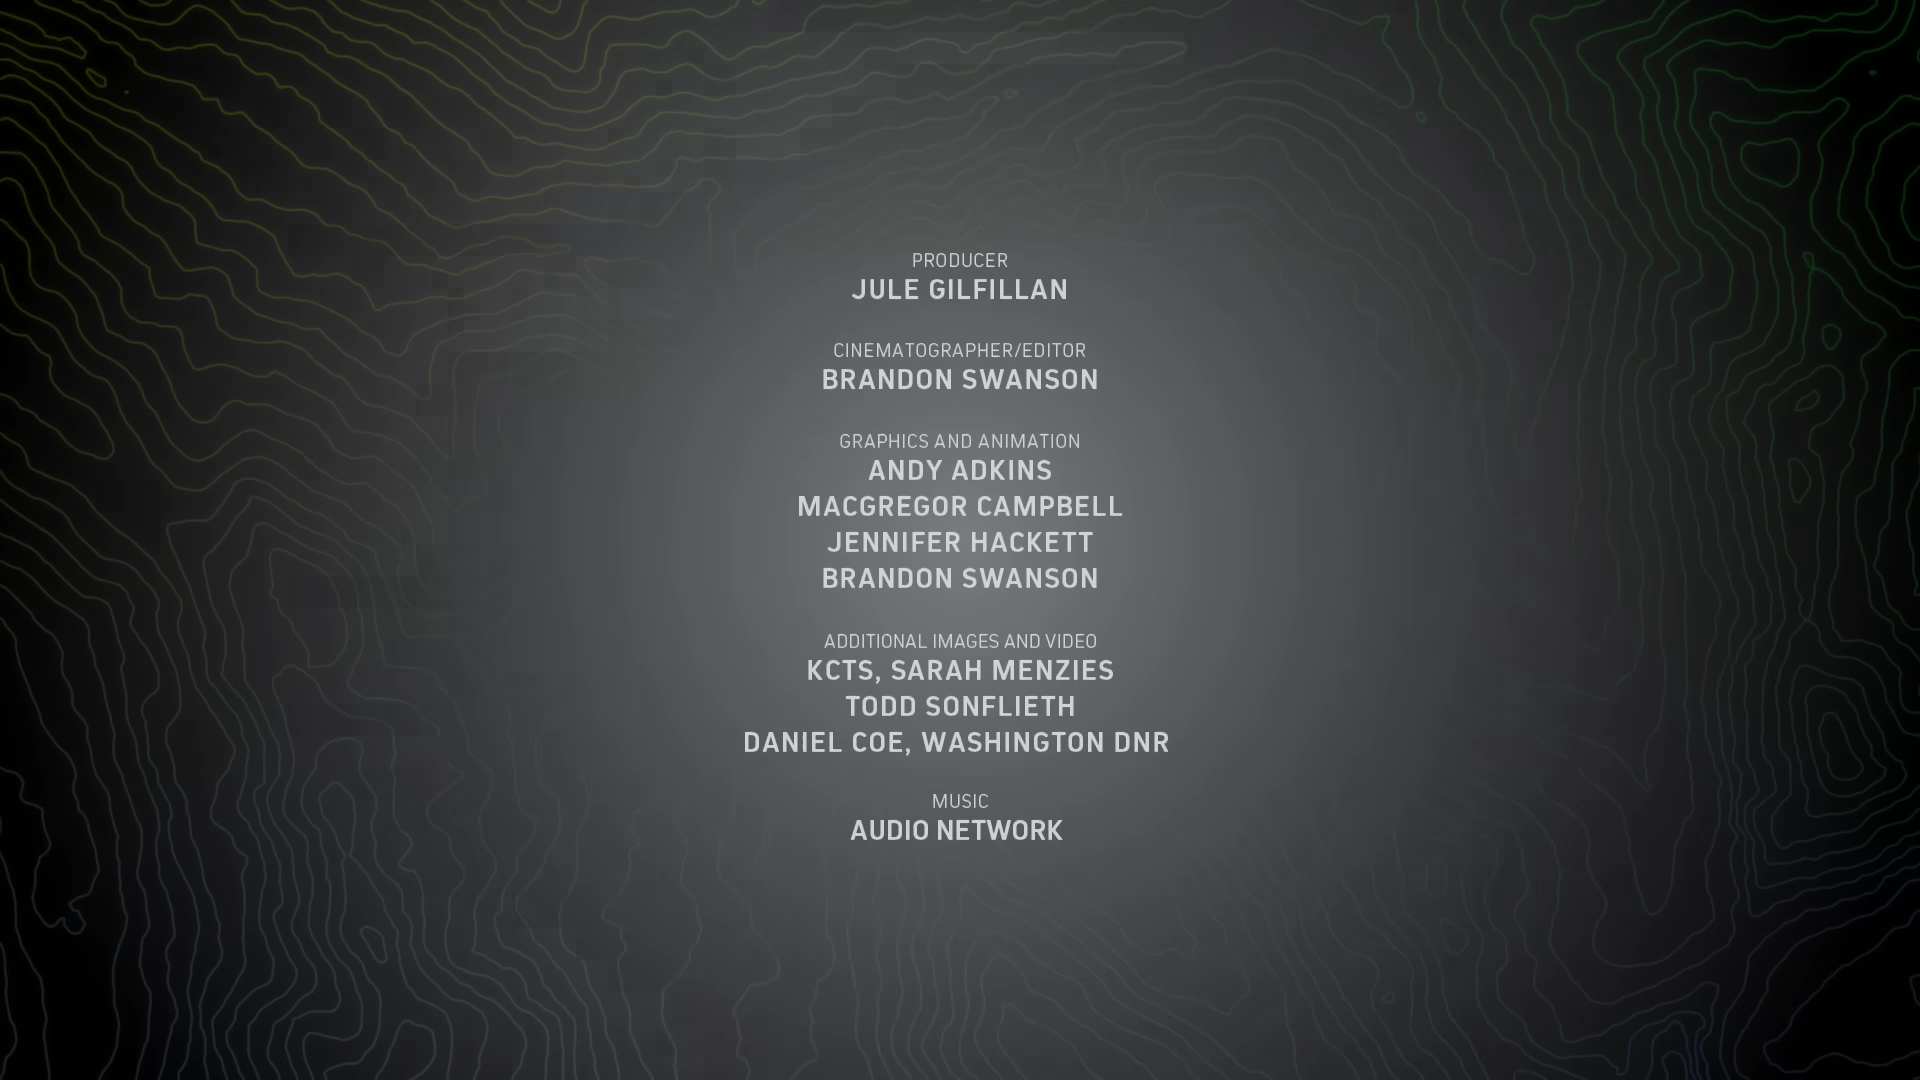 PRODUCER
JULE GILFILLAN
CINEMATOGRAPHER/EDITOR
BRANDON SWANSON
GRAPHICS AND ANIMATION
ANDY ADKINS
MACGREGOR CAMPBELL
JENNIFER HACKETT
BRANDON SWANSON
ADDITIONAL IMAGES AND VIDEO
KCTS, SARAH MENZIES
TODD SONFLIETH
DANIEL COE, WASHINGTON DNR
MUSIC
AUDIO NETWORK